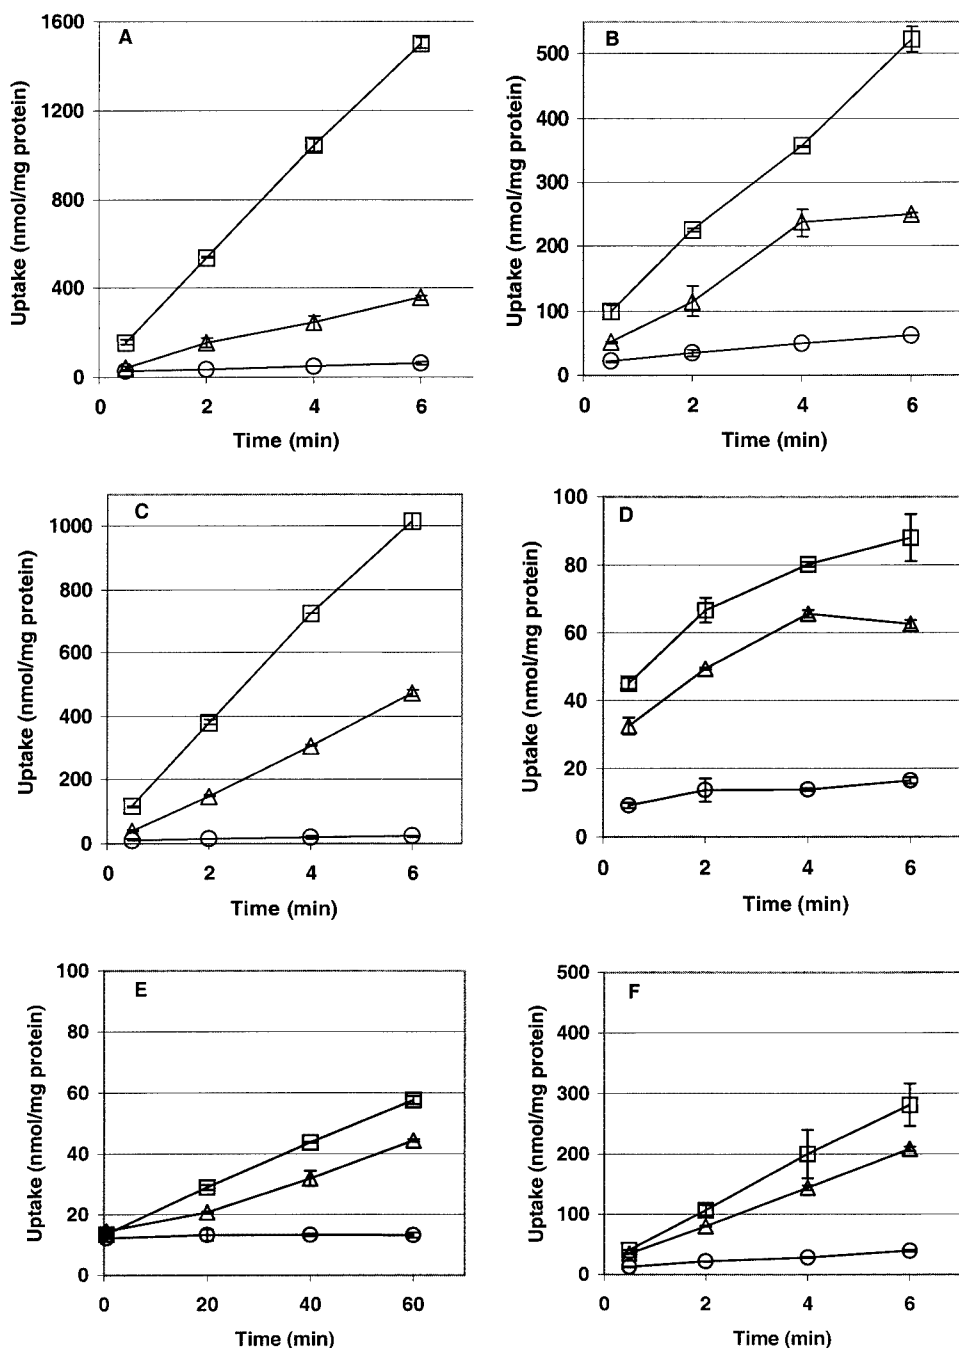 A
Uptake (nmol/mg protein)
1600
1200
800
400
0
0 2 4 6
Time (min)
B
Uptake (nmol/mg protein)
500
400
300
200
100
0
0 2 4 6
Time (min)
C
Uptake (nmol/mg protein)
1000
800
600
400
200
0
0 2 4 6
Time (min)
D
Uptake (nmol/mg protein)
100
80
60
40
20
0
0 2 4 6
Time (min)
E
Uptake (nmol/mg protein)
100
80
60
40
20
0
0 20 40 60
Time (min)
F
Uptake (nmol/mg protein)
500
400
300
200
100
0
0 2 4 6
Time (min)